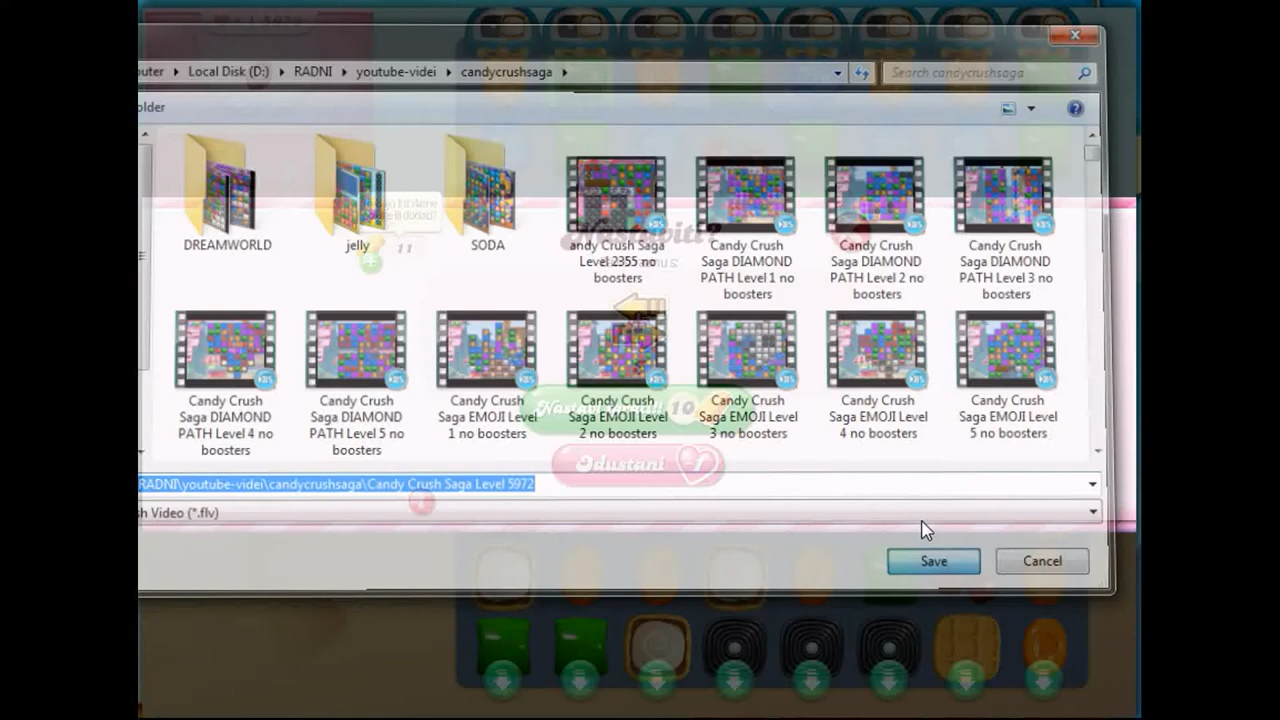 uter ▸ Local Disk (D:) ▸ RADNI ▸ youtube-videi ▸ candycrushsaga ▸
Search candycrushsaga
older
DREAMWORLD
jelly
SODA
andy Crush Saga Level 2355 no boosters
Candy Crush Saga DIAMOND PATH Level 1 no boosters
Candy Crush Saga DIAMOND PATH Level 2 no boosters
Candy Crush Saga DIAMOND PATH Level 3 no boosters
11
Candy Crush Saga DIAMOND PATH Level 4 no boosters
Candy Crush Saga DIAMOND PATH Level 5 no boosters
Candy Crush Saga EMOJI Level 1 no boosters
Candy Crush Saga EMOJI Level 2 no boosters
Candy Crush Saga EMOJI Level 3 no boosters
Candy Crush Saga EMOJI Level 4 no boosters
Candy Crush Saga EMOJI Level 5 no boosters
10
Odustani -1
RADNI\youtube-videi\candycrushsaga\Candy Crush Saga Level 5972
sh Video (*.flv)
Save
Cancel